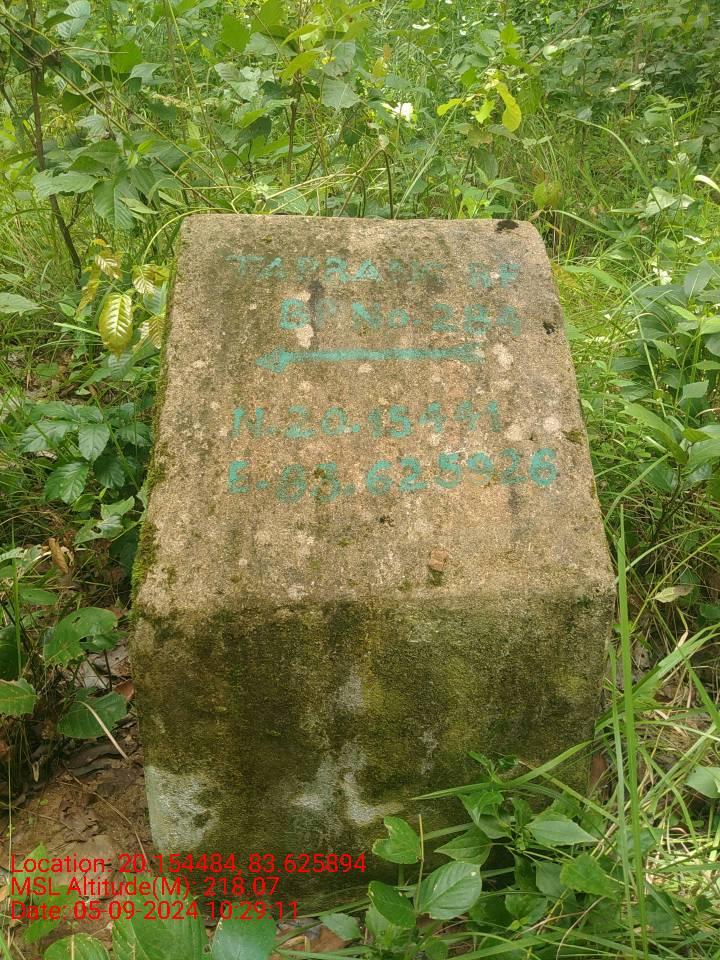 RF
BP No. 284
N. 20.15441
E. 83.625926
Location: 20.154484, 83.625894
MSL Altitude(M): 218.07
Date: 05-09-2024 10:29:11